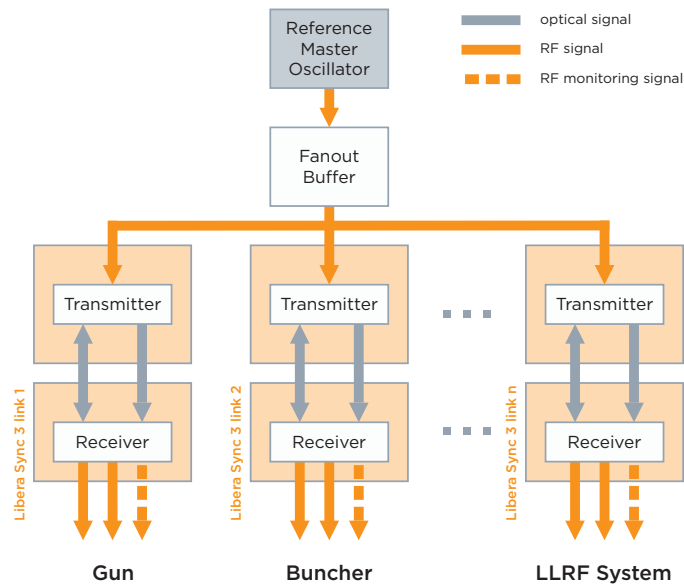 Reference
Master
Oscillator
optical signal
RF signal
RF monitoring signal
Fanout
Buffer
Transmitter
Transmitter
Transmitter
Libera Sync 3 link 1
Libera Sync 3 link 2
Libera Sync 3 link n
Receiver
Receiver
Receiver
Gun
Buncher
LLRF System